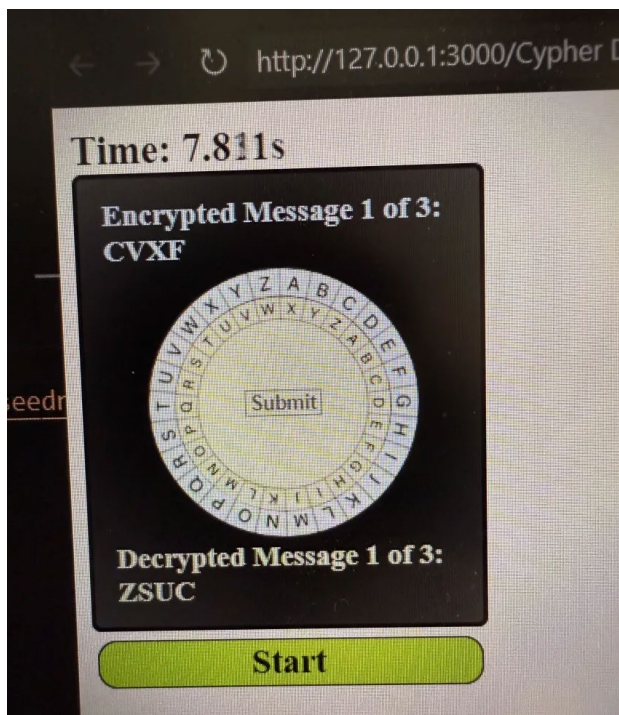 http://127.0.0.1:3000/Cypher D
Time: 7.811s
Encrypted Message 1 of 3:
CVXF
A B C D E F G H I J K L M N O P Q R S T U V W X Y Z
X Y Z A B C D E F G H I J K L M N O P Q R S T U V W
seedr
Submit
Decrypted Message 1 of 3:
ZSUC
Start